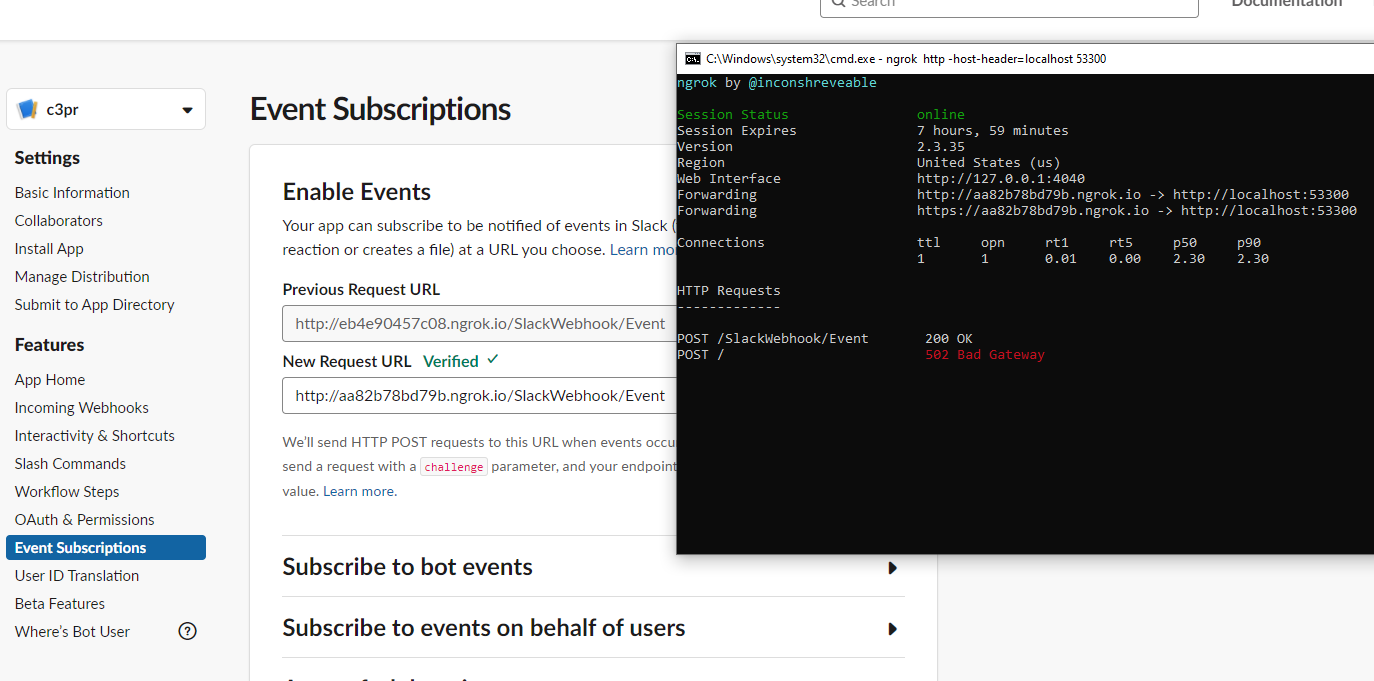 Search
Documentation
c3pr
Settings
Basic Information
Collaborators
Install App
Manage Distribution
Submit to App Directory
Features
App Home
Incoming Webhooks
Interactivity & Shortcuts
Slash Commands
Workflow Steps
OAuth & Permissions
Event Subscriptions
User ID Translation
Beta Features
Where's Bot User ?
Event Subscriptions
Enable Events
Your app can subscribe to be notified of events in Slack (
reaction or creates a file) at a URL you choose. Learn mo
Previous Request URL
http://eb4e90457c08.ngrok.io/SlackWebhook/Event
New Request URL Verified ✓
http://aa82b78bd79b.ngrok.io/SlackWebhook/Event
We'll send HTTP POST requests to this URL when events occu
send a request with a challenge parameter, and your endpoint
value. Learn more.
Subscribe to bot events
Subscribe to events on behalf of users
C:\Windows\system32\cmd.exe - ngrok http -host-header=localhost 53300
ngrok by @inconshreveable
Session Status online
Session Expires 7 hours, 59 minutes
Version 2.3.35
Region United States (us)
Web Interface http://127.0.0.1:4040
Forwarding http://aa82b78bd79b.ngrok.io -> http://localhost:53300
Forwarding https://aa82b78bd79b.ngrok.io -> http://localhost:53300
Connections ttl opn rt1 rt5 p50 p90
1 1 0.01 0.00 2.30 2.30
HTTP Requests
-------------
POST /SlackWebhook/Event 200 OK
POST / 502 Bad Gateway